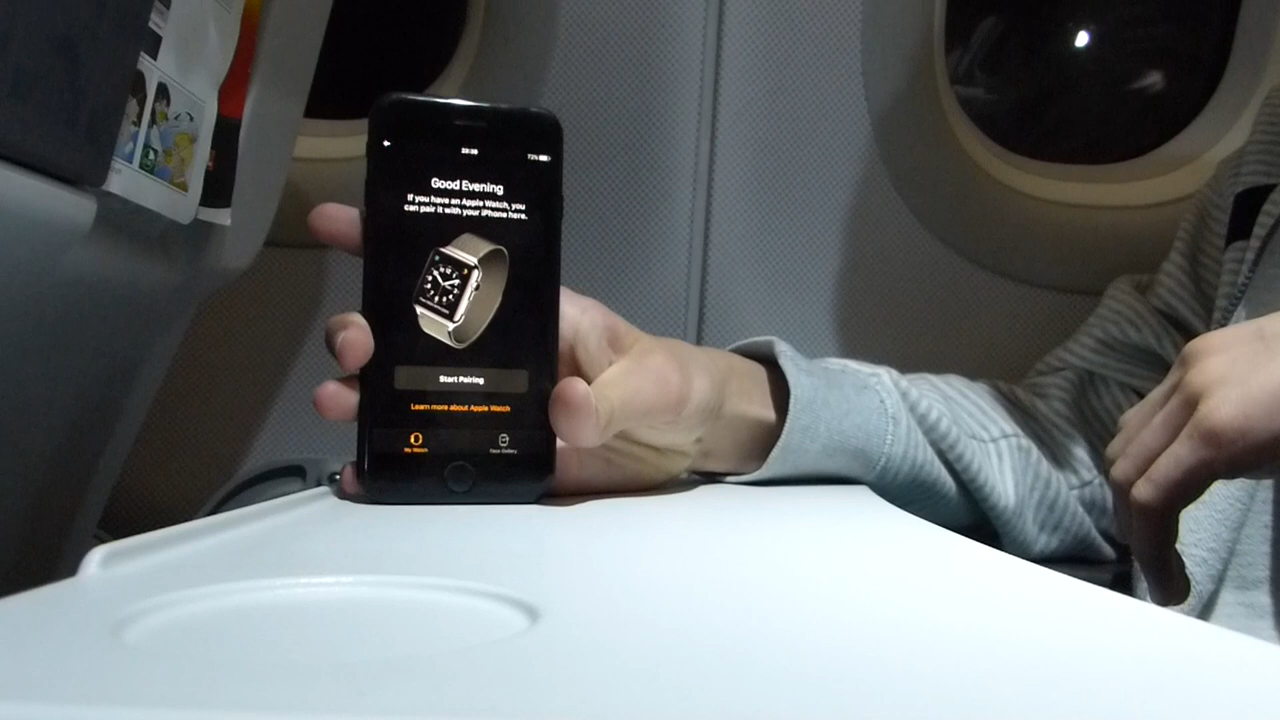 72%
Good Evening
If you have an Apple Watch, you
can pair it with your iPhone here.
Start Pairing
Learn more about Apple Watch
My Watch
Face Gallery